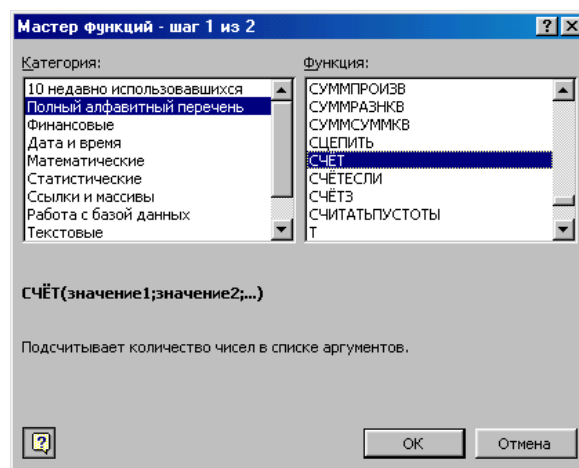 Мастер функций - шаг 1 из 2
Категория:
10 недавно использовавшихся
Полный алфавитный перечень
Финансовые
Дата и время
Математические
Статистические
Ссылки и массивы
Работа с базой данных
Текстовые
Функция:
СУММПРОИЗВ
СУММРАЗНКВ
СУММСУММКВ
СЦЕПИТЬ
СЧЁТ
СЧЁТЕСЛИ
СЧЁТЗ
СЧИТАТЬПУСТОТЫ
Т
СЧЁТ(значение1;значение2;...)
Подсчитывает количество чисел в списке аргументов.
ОК
Отмена